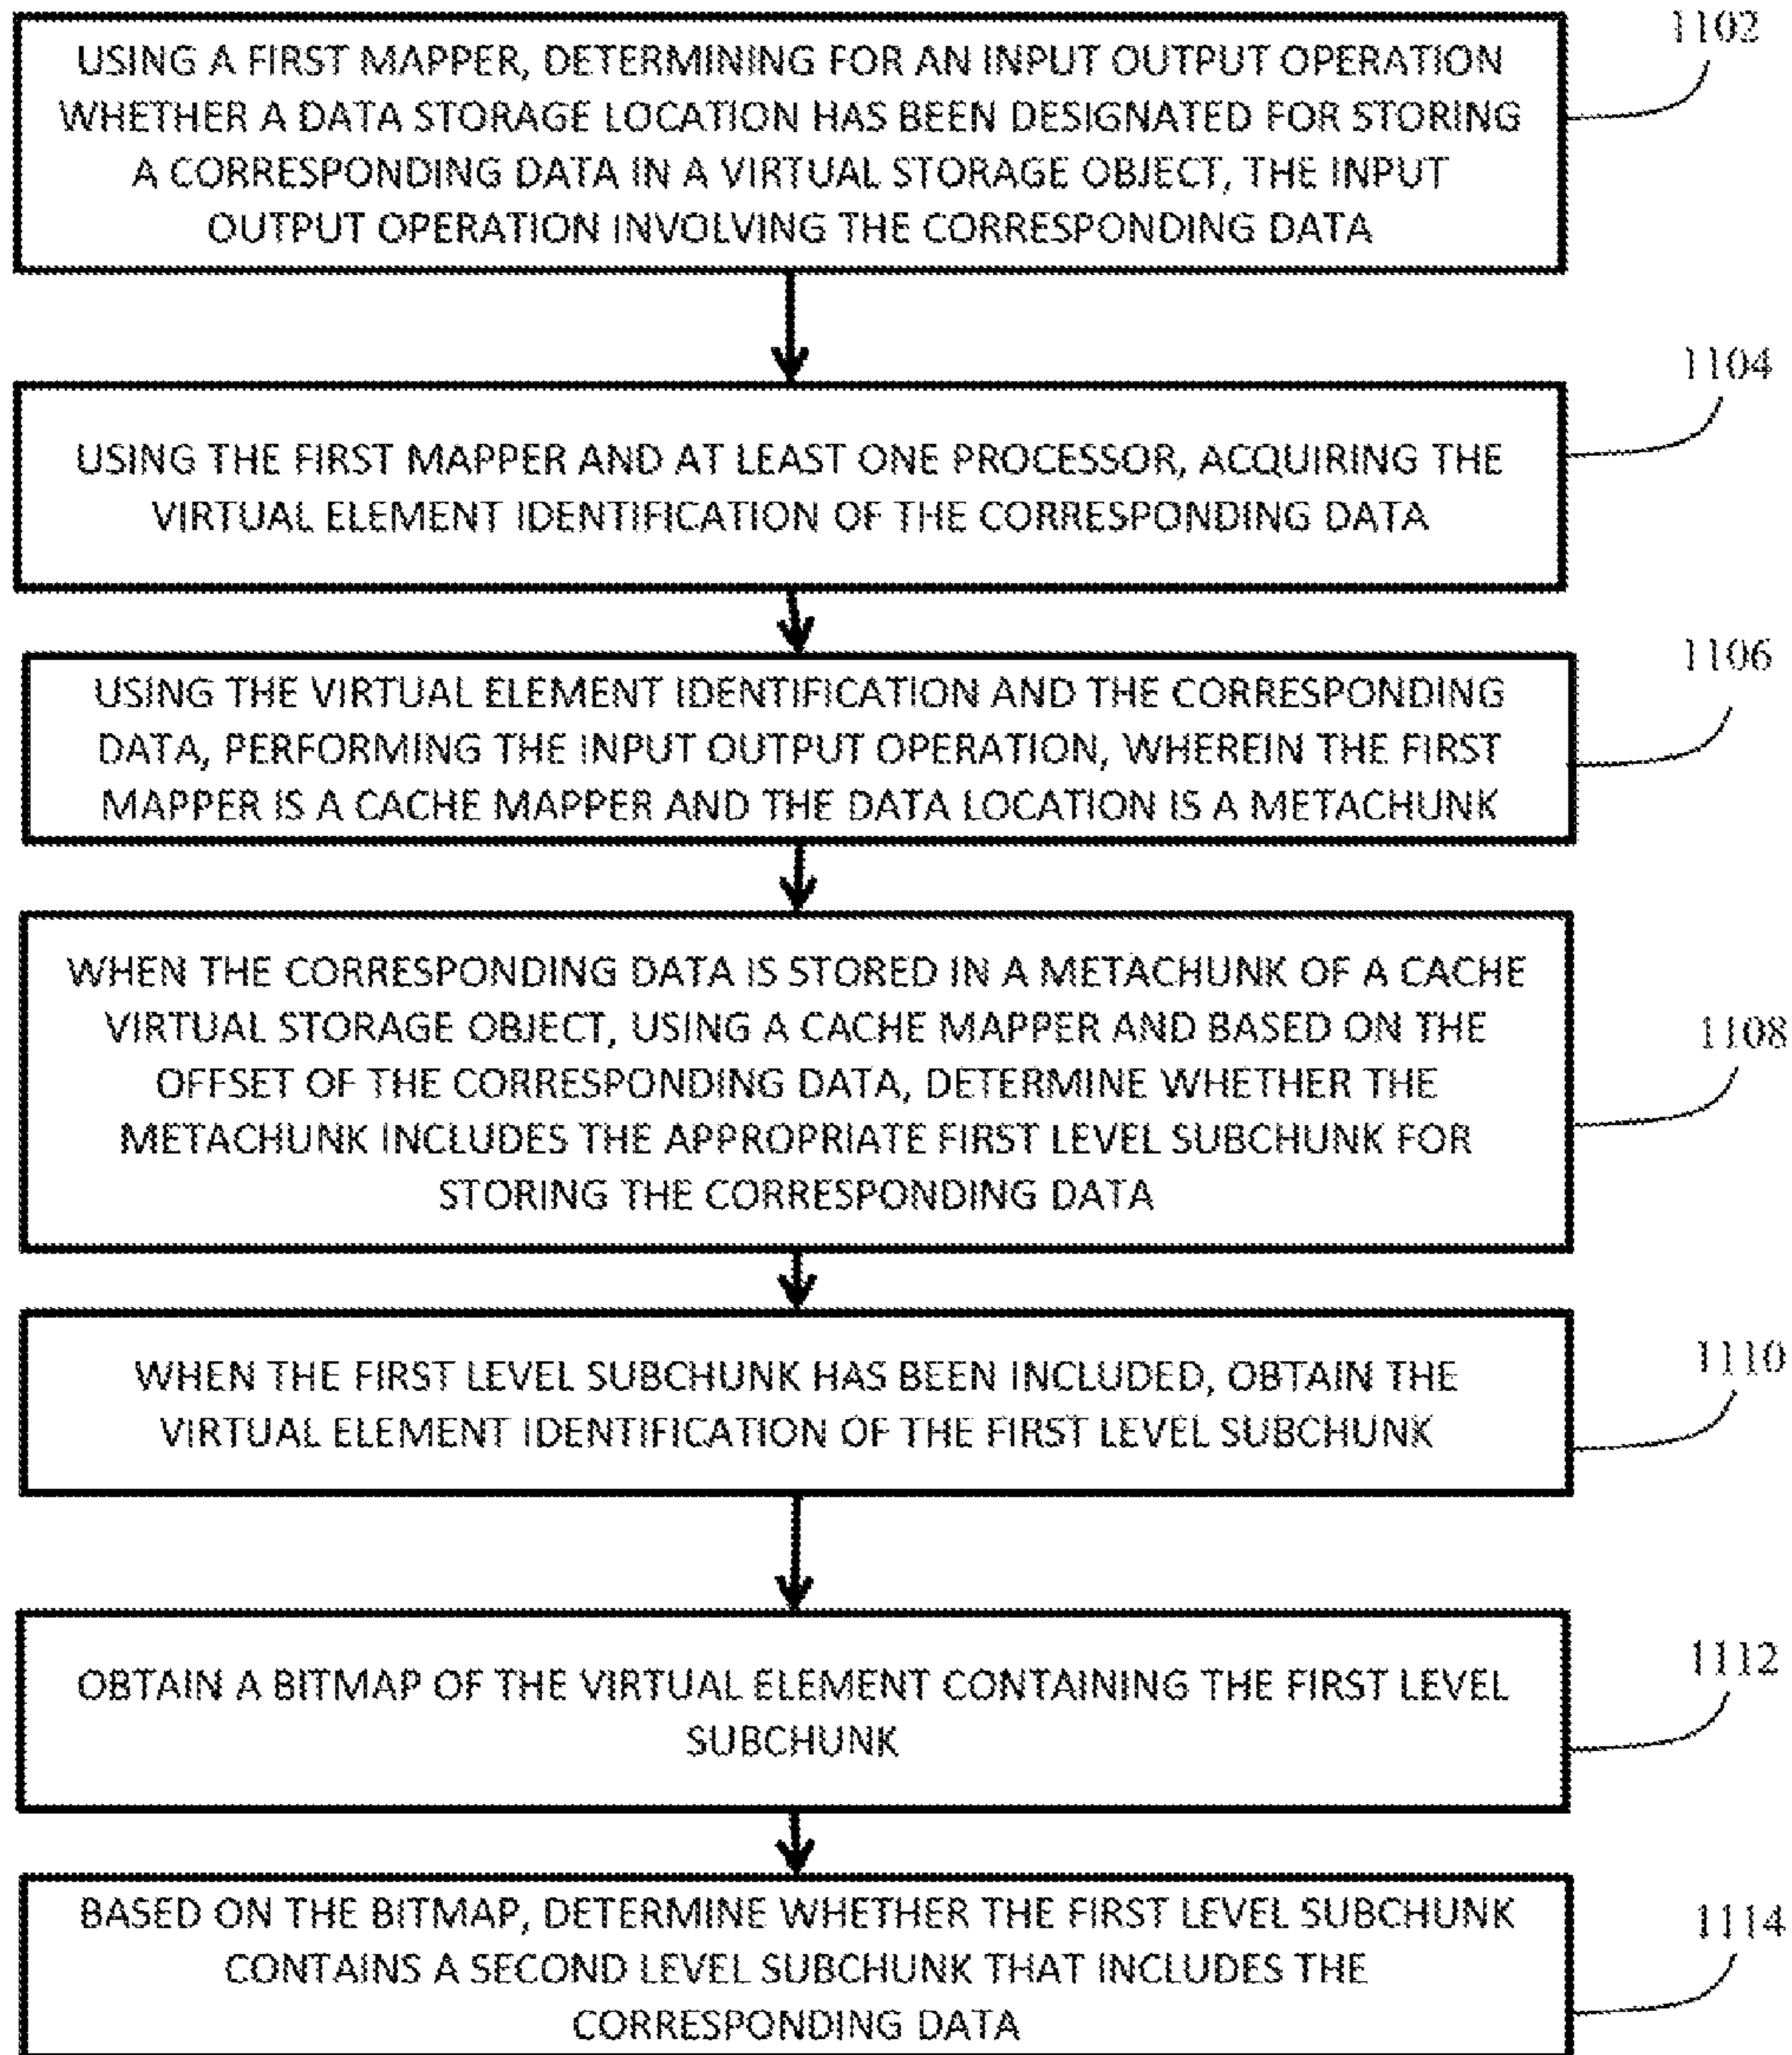 1102
USING A FIRST MAPPER, DETERMINING FOR AN INPUT OUTPUT OPERATION
WHETHER A DATA STORAGE LOCATION HAS BEEN DESIGNATED FOR STORING
A CORRESPONDING DATA IN A VIRTUAL STORAGE OBJECT, THE INPUT
OUTPUT OPERATION INVOLVING THE CORRESPONDING DATA
1104
USING THE FIRST MAPPER AND AT LEAST ONE PROCESSOR, ACQUIRING THE
VIRTUAL ELEMENT IDENTIFICATION OF THE CORRESPONDING DATA
1106
USING THE VIRTUAL ELEMENT IDENTIFICATION AND THE CORRESPONDING
DATA, PERFORMING THE INPUT OUTPUT OPERATION, WHEREIN THE FIRST
MAPPER IS A CACHE MAPPER AND THE DATA LOCATION IS A METACHUNK
WHEN THE CORRESPONDING DATA IS STORED IN A METACHUNK OF A CACHE
VIRTUAL STORAGE OBJECT, USING A CACHE MAPPER AND BASED ON THE
OFFSET OF THE CORRESPONDING DATA, DETERMINE WHETHER THE
METACHUNK INCLUDES THE APPROPRIATE FIRST LEVEL SUBCHUNK FOR
STORING THE CORRESPONDING DATA
1108
WHEN THE FIRST LEVEL SUBCHUNK HAS BEEN INCLUDED, OBTAIN THE
VIRTUAL ELEMENT IDENTIFICATION OF THE FIRST LEVEL SUBCHUNK
1110
OBTAIN A BITMAP OF THE VIRTUAL ELEMENT CONTAINING THE FIRST LEVEL
SUBCHUNK
1112
BASED ON THE BITMAP, DETERMINE WHETHER THE FIRST LEVEL SUBCHUNK
CONTAINS A SECOND LEVEL SUBCHUNK THAT INCLUDES THE
CORRESPONDING DATA
1114